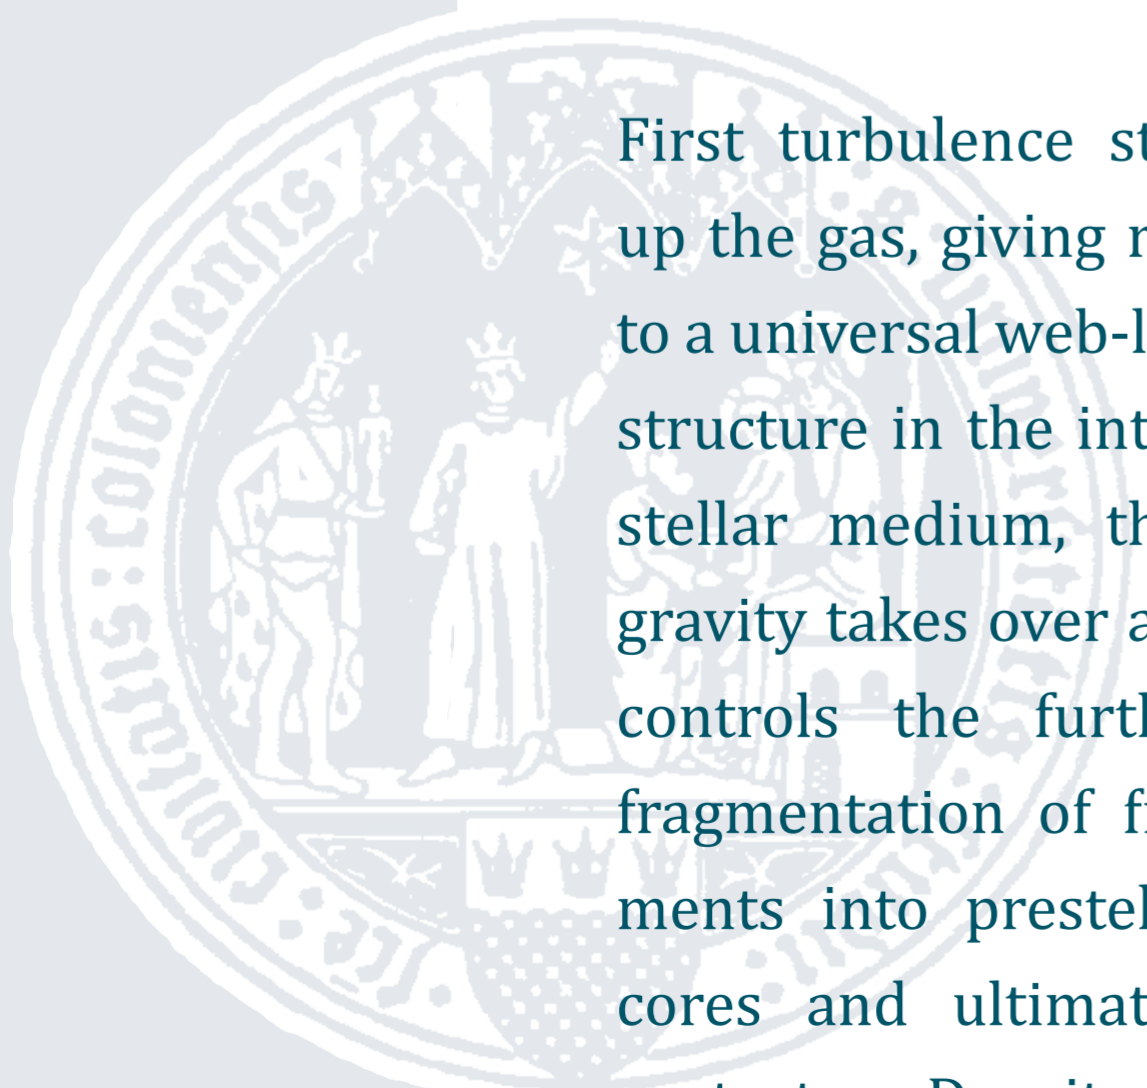 First turbulence st
up the gas, giving r
to a universal web-l
structure in the int
stellar medium, th
gravity takes over a
controls the furth
fragmentation of fi
ments into prestel
cores and ultimat